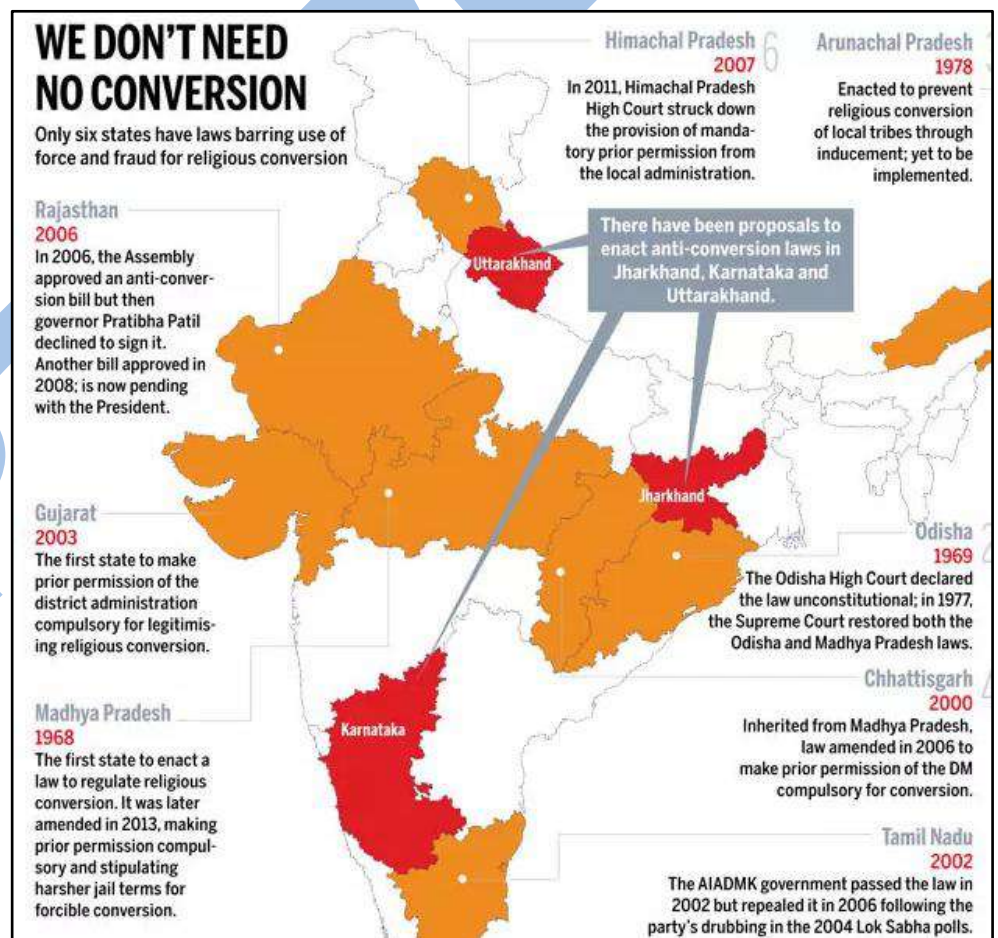 WE DON'T NEED
NO CONVERSION
Only six states have laws barring use of
force and fraud for religious conversion
Himachal Pradesh 6
2007
In 2011, Himachal Pradesh
High Court struck down
the provision of manda-
tory prior permission from
the local administration.
Arunachal Pradesh
1978
Enacted to prevent
religious conversion
of local tribes through
inducement; yet to be
implemented.
Rajasthan
2006
In 2006, the Assembly
approved an anti-conver-
sion bill but then
governor Pratibha Patil
declined to sign it.
Another bill approved in
2008; is now pending
with the President.
There have been proposals to
enact anti-conversion laws in
Jharkhand, Karnataka and
Uttarakhand.
Uttarakhand
Jharkhand
Karnataka
Gujarat
2003
The first state to make
prior permission of the
district administration
compulsory for legitimis-
ing religious conversion.
Odisha
1969
The Odisha High Court declared
the law unconstitutional; in 1977,
the Supreme Court restored both the
Odisha and Madhya Pradesh laws.
Madhya Pradesh
1968
The first state to enact a
law to regulate religious
conversion. It was later
amended in 2013, making
prior permission compul-
sory and stipulating
harsher jail terms for
forcible conversion.
Chhattisgarh
2000
Inherited from Madhya Pradesh,
law amended in 2006 to
make prior permission of the DM
compulsory for conversion.
Tamil Nadu
2002
The AIADMK government passed the law in
2002 but repealed it in 2006 following the
party's drubbing in the 2004 Lok Sabha polls.